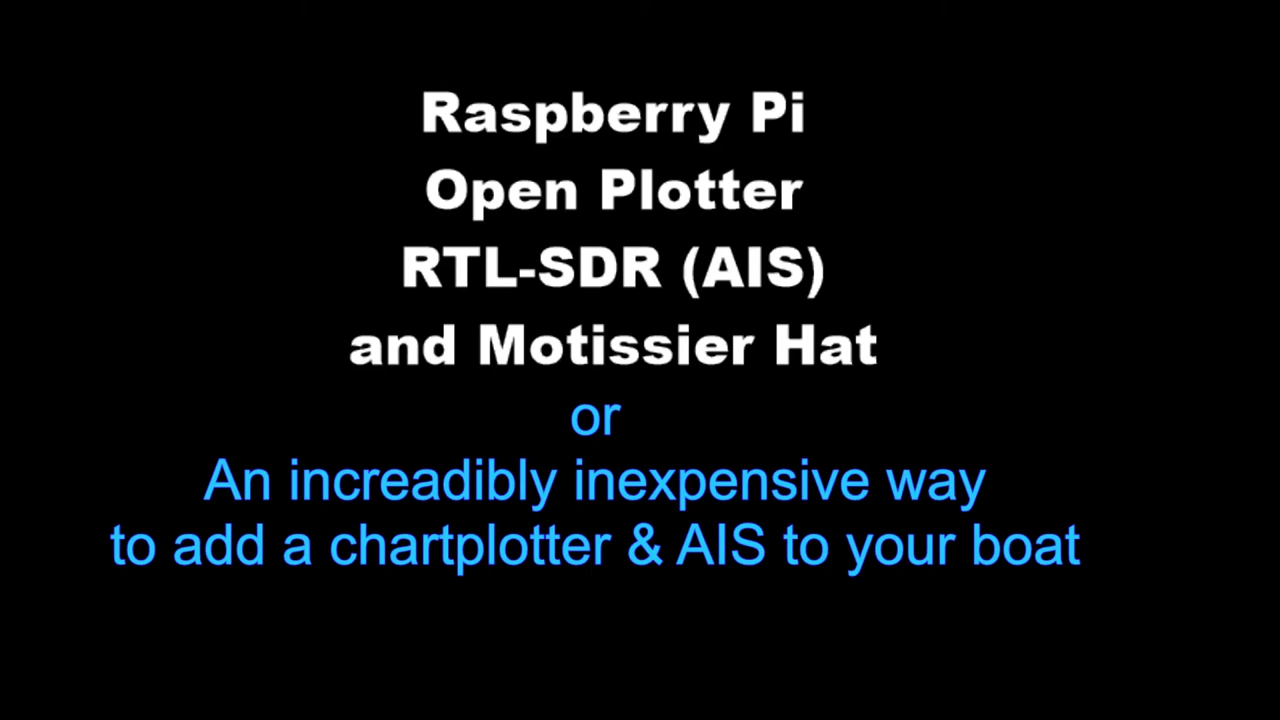 Raspberry Pi
Open Plotter
RTL-SDR (AIS)
and Motissier Hat
or
An increadibly inexpensive way
to add a chartplotter & AIS to your boat